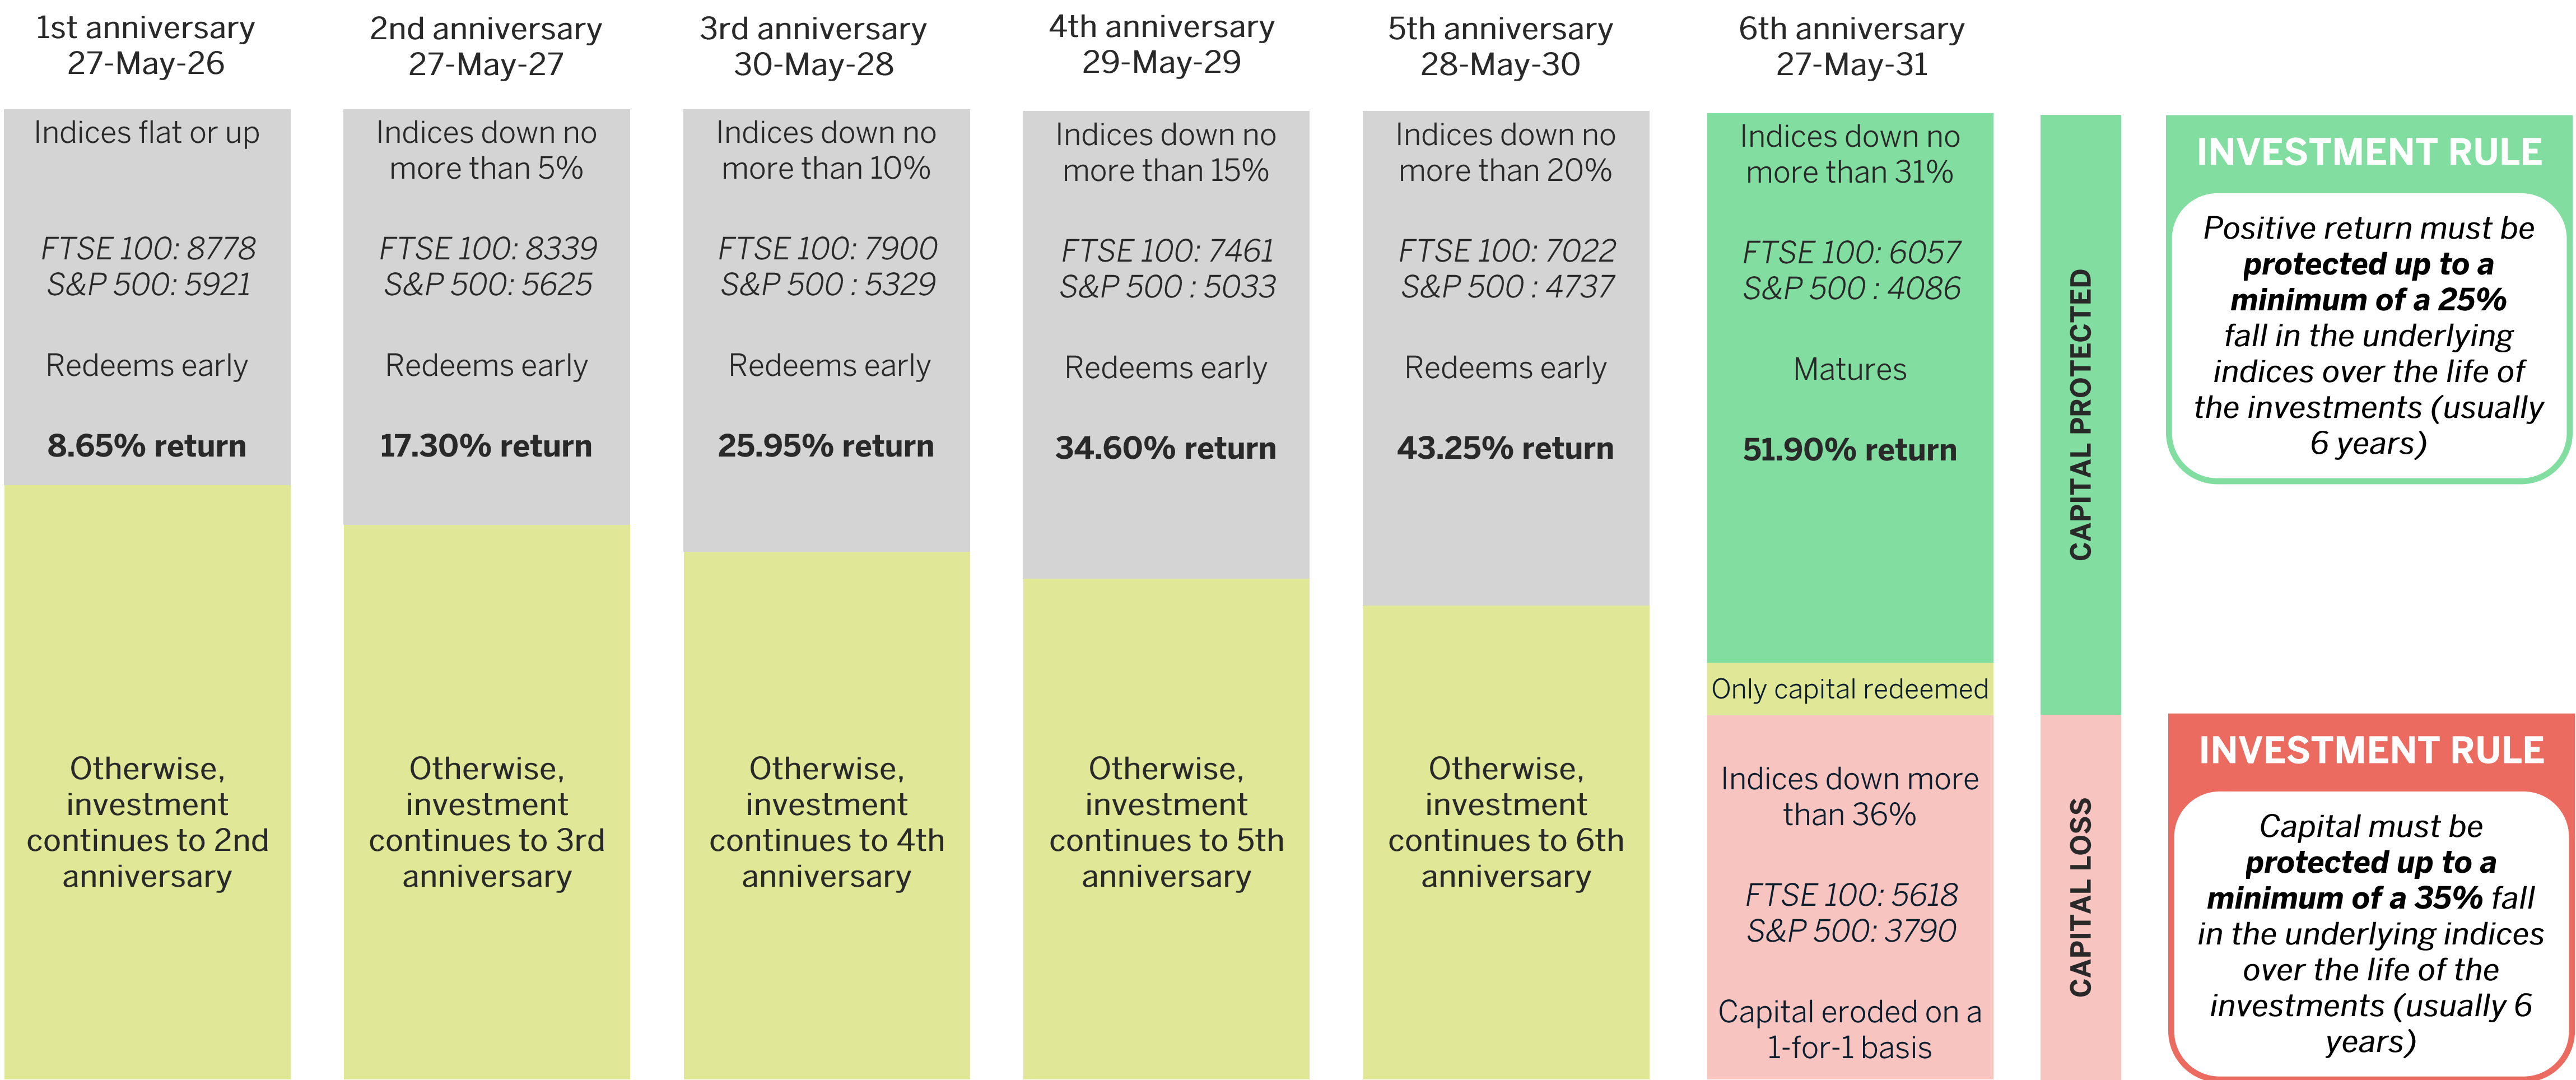 1st anniversary
27-May-26
Indices flat or up
FTSE 100: 8778
S&P 500: 5921
Redeems early
8.65% return
Otherwise,
investment
continues to 2nd
anniversary
2nd anniversary
27-May-27
Indices down no
more than 5%
FTSE 100: 8339
S&P 500: 5625
Redeems early
17.30% return
Otherwise,
investment
continues to 3rd
anniversary
3rd anniversary
30-May-28
Indices down no
more than 10%
FTSE 100: 7900
S&P 500 : 5329
Redeems early
25.95% return
Otherwise,
investment
continues to 4th
anniversary
4th anniversary
29-May-29
Indices down no
more than 15%
FTSE 100: 7461
S&P 500 : 5033
Redeems early
34.60% return
Otherwise,
investment
continues to 5th
anniversary
5th anniversary
28-May-30
Indices down no
more than 20%
FTSE 100: 7022
S&P 500 : 4737
Redeems early
43.25% return
Otherwise,
investment
continues to 6th
anniversary
6th anniversary
27-May-31
Indices down no
more than 31%
FTSE 100: 6057
S&P 500 : 4086
Matures
51.90% return
Only capital redeemed
Indices down more
than 36%
FTSE 100: 5618
S&P 500: 3790
Capital eroded on a
1-for-1 basis
CAPITAL PROTECTED
CAPITAL LOSS
INVESTMENT RULE
Positive return must be
protected up to a
minimum of a 25%
fall in the underlying
indices over the life of
the investments (usually
6 years)
INVESTMENT RULE
Capital must be
protected up to a
minimum of a 35% fall
in the underlying indices
over the life of the
investments (usually 6
years)